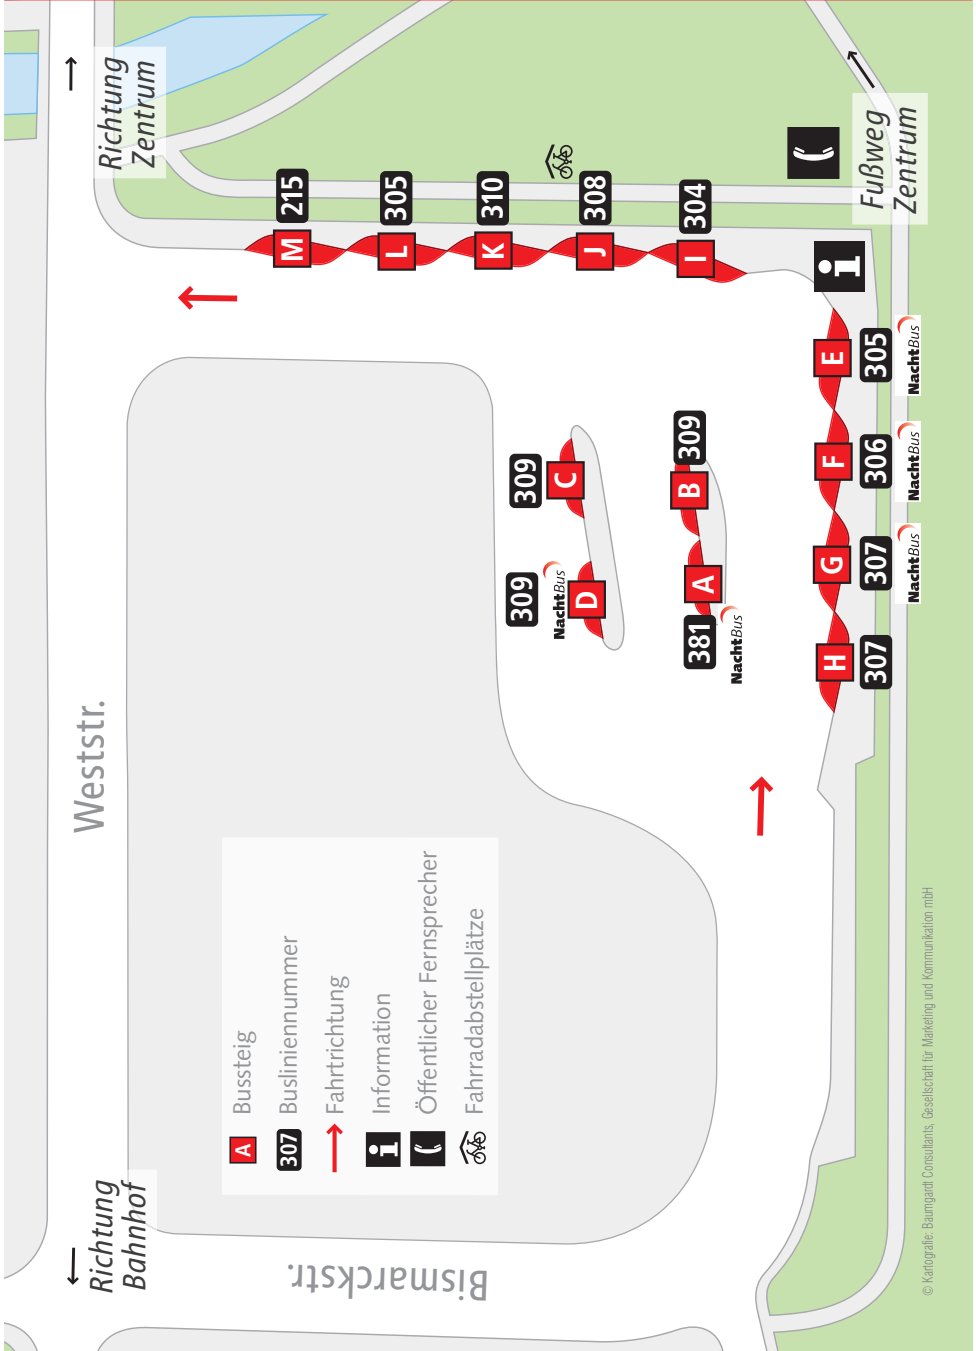 Richtung
Bahnhof
Weststr.
Richtung
Zentrum
Bismarckstr.
A Bussteig
307 Busliniennummer
Fahrtrichtung
i Information
Öffentlicher Fernsprecher
Fahrradabstellplätze
M 215
L 305
K 310
J 308
I 304
309
C
309
NachtBus
D
B 309
A
381
NachtBus
i
Fußweg
Zentrum
H
307
G
307
NachtBus
F
306
NachtBus
E
305
NachtBus
© Kartografie: Baumgardt Consultants, Gesellschaft für Marketing und Kommunikation mbH